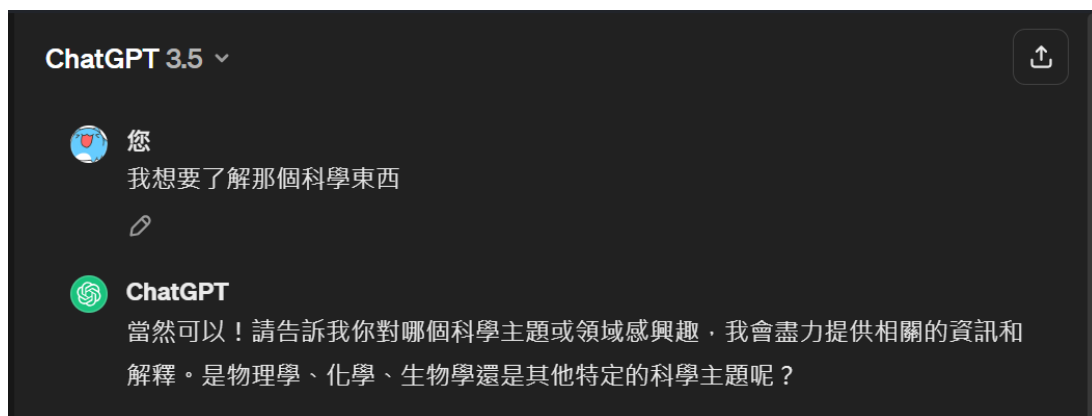 ChatGPT 3.5
您
我想要了解那個科學東西
ChatGPT
當然可以！請告訴我你對哪個科學主題或領域感興趣，我會盡力提供相關的資訊和
解釋。是物理學、化學、生物學還是其他特定的科學主題呢？